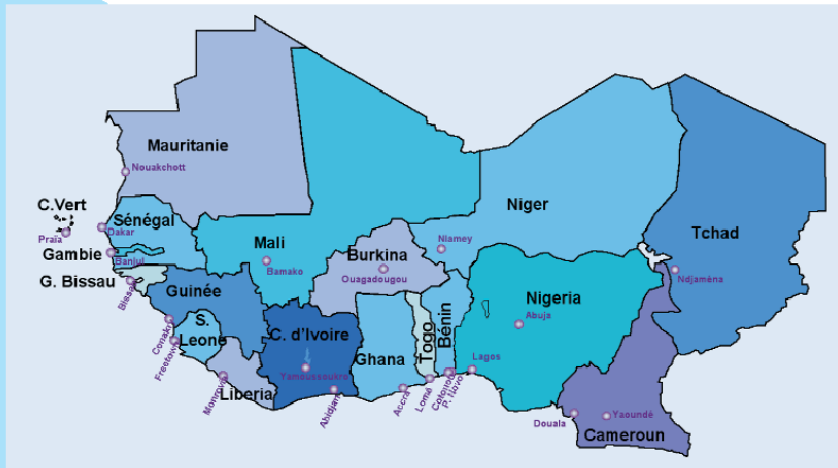 Mauritanie
Nouakchott
C.Vert
Praïa
Sénégal
Dakar
Gambie
Banjul
G. Bissau
Bissau
Mali
Bamako
Burkina
Ouagadougou
Niger
Niamey
Tchad
Ndjaména
Guinée
Conakry
S.
Leone
Freetown
Liberia
Monrovia
C. d'Ivoire
Yamoussoukro
Abidjan
Ghana
Accra
Togo
Lomé
Bénin
Cotonou
P. Novo
Nigeria
Abuja
Lagos
Cameroun
Douala
Yaoundé